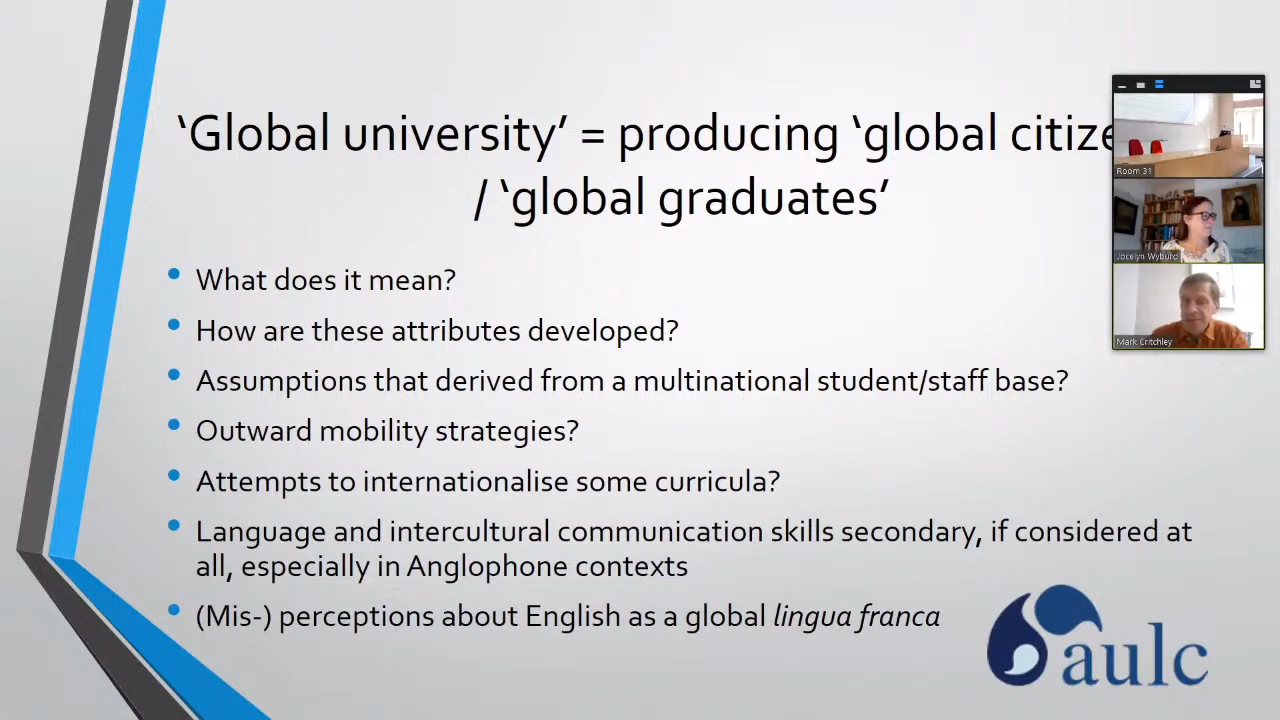 ‘Global university’ = producing ‘global citize
/ ‘global graduates’
What does it mean?
How are these attributes developed?
Assumptions that derived from a multinational student/staff base?
Outward mobility strategies?
Attempts to internationalise some curricula?
Language and intercultural communication skills secondary, if considered at
all, especially in Anglophone contexts
(Mis-) perceptions about English as a global lingua franca
Room 31
Jocelyn Wyburd
Mark Critchley
aulc